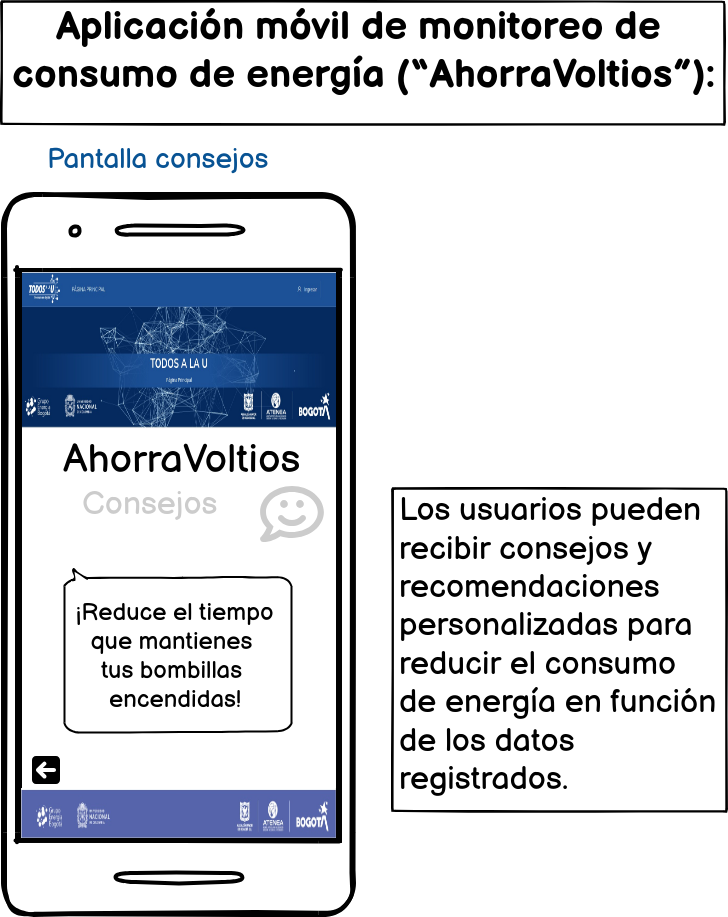 Aplicación móvil de monitoreo de
consumo de energía (“AhorraVoltios”):
Pantalla consejos
TODOS A LA U
PÁGINA PRINCIPAL
Ingresar
TODOS A LA U
Página Principal
Grupo
Energía
Bogotá
UNIVERSIDAD
NACIONAL
DE COLOMBIA
ATENEA
BOGOTÁ
AhorraVoltios
Consejos
¡Reduce el tiempo
que mantienes
tus bombillas
encendidas!
Los usuarios pueden
recibir consejos y
recomendaciones
personalizadas para
reducir el consumo
de energía en función
de los datos
registrados.
Grupo
Energía
Bogotá
UNIVERSIDAD
NACIONAL
DE COLOMBIA
ATENEA
BOGOTÁ